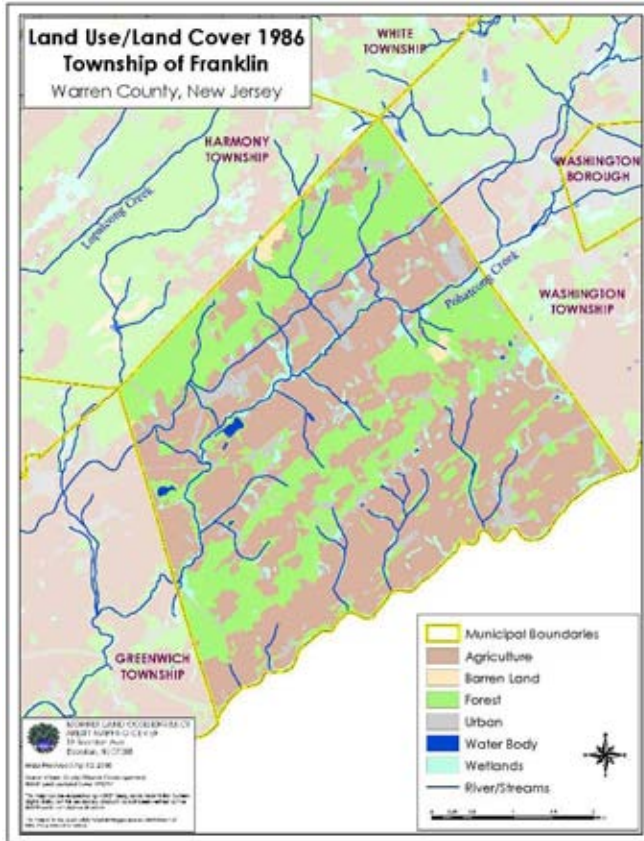 Land Use/Land Cover 1986
Township of Franklin
Warren County, New Jersey
WHITE
TOWNSHIP
HARMONY
TOWNSHIP
WASHINGTON
BOROUGH
Lopatcong Creek
Pohatcong Creek
WASHINGTON
TOWNSHIP
GREENWICH
TOWNSHIP
Municipal Boundaries
Agriculture
Barren Land
Forest
Urban
Water Body
Wetlands
River/Streams